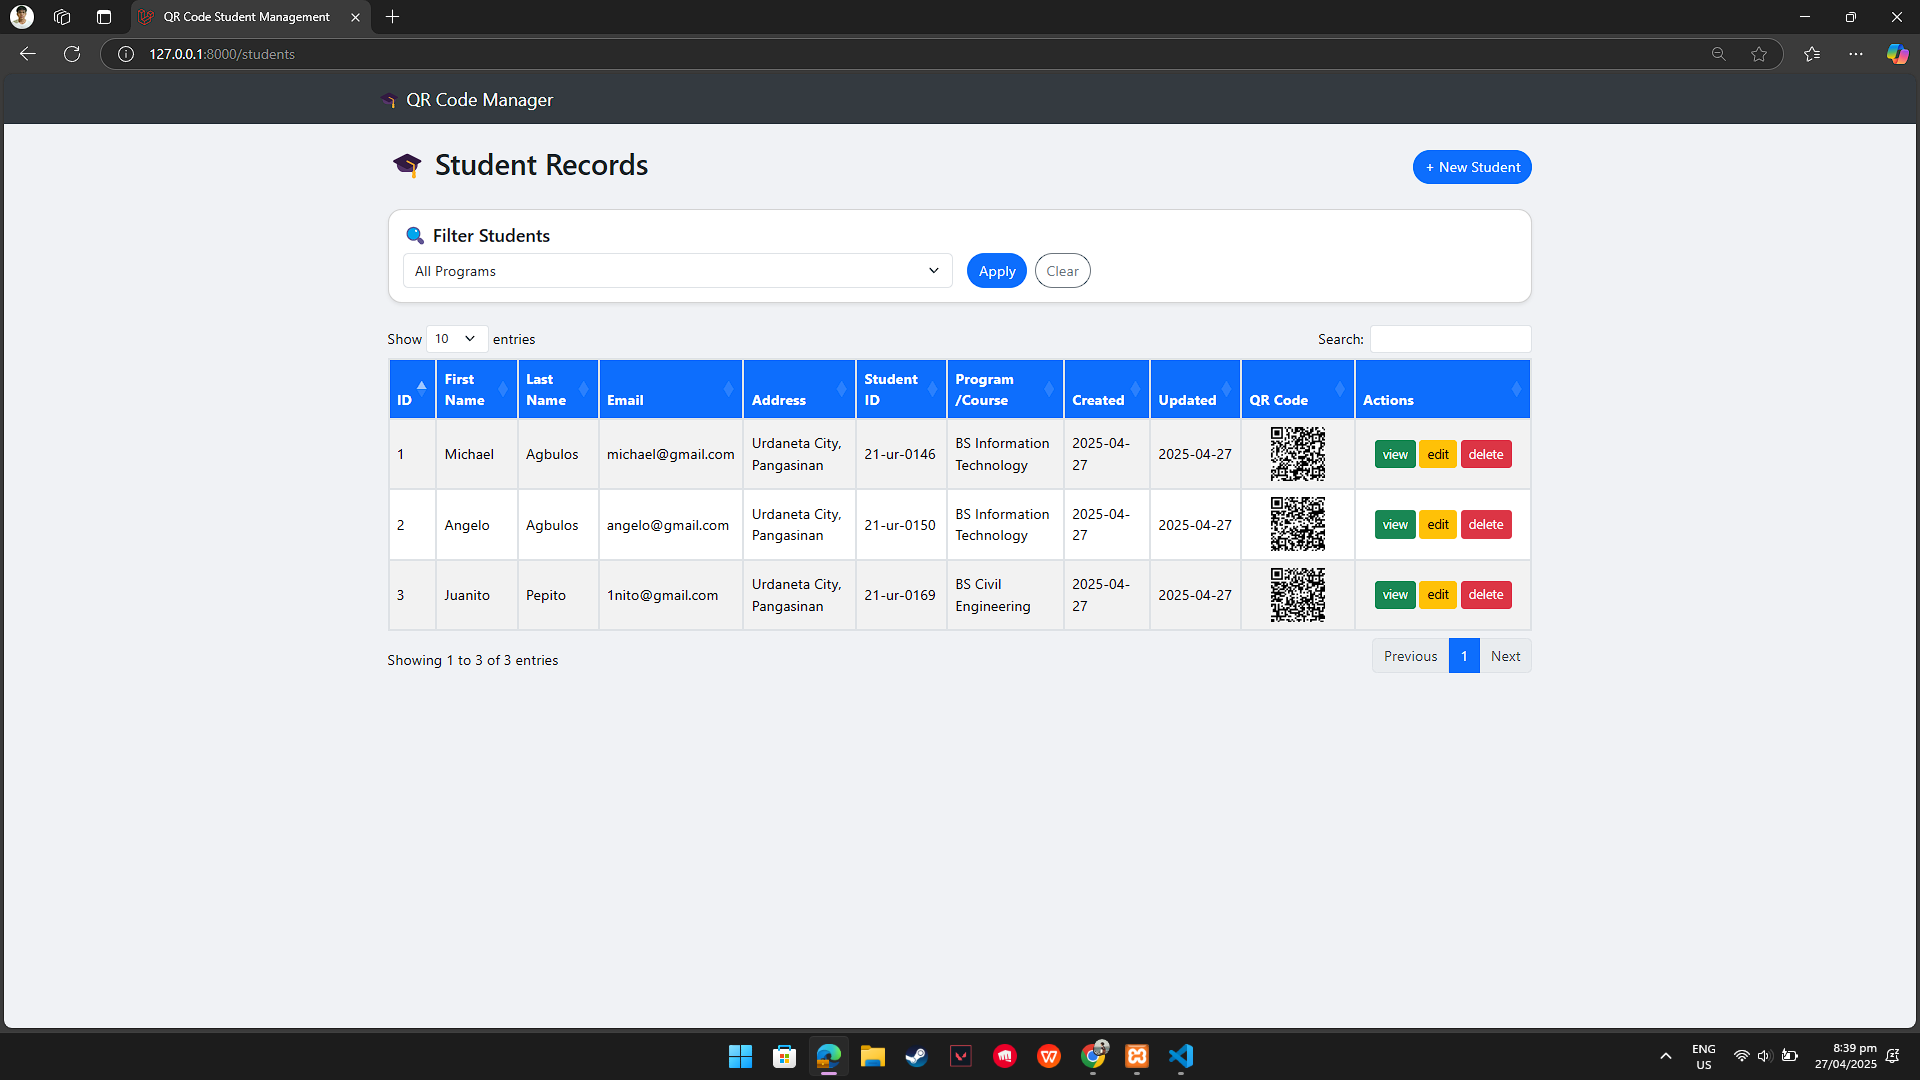 QR Code Student Management
127.0.0.1:8000/students
QR Code Manager
Student Records
+ New Student
Filter Students
All Programs
Apply
Clear
Show 10 entries
Search:
ID
First Name
Last Name
Email
Address
Student ID
Program /Course
Created
Updated
QR Code
Actions
1
Michael
Agbulos
michael@gmail.com
Urdaneta City,
Pangasinan
21-ur-0146
BS Information
Technology
2025-04-
27
2025-04-27
view
edit
delete
2
Angelo
Agbulos
angelo@gmail.com
Urdaneta City,
Pangasinan
21-ur-0150
BS Information
Technology
2025-04-
27
2025-04-27
view
edit
delete
3
Juanito
Pepito
1nito@gmail.com
Urdaneta City,
Pangasinan
21-ur-0169
BS Civil
Engineering
2025-04-
27
2025-04-27
view
edit
delete
Showing 1 to 3 of 3 entries
Previous
1
Next
ENG
US
8:39 pm
27/04/2025